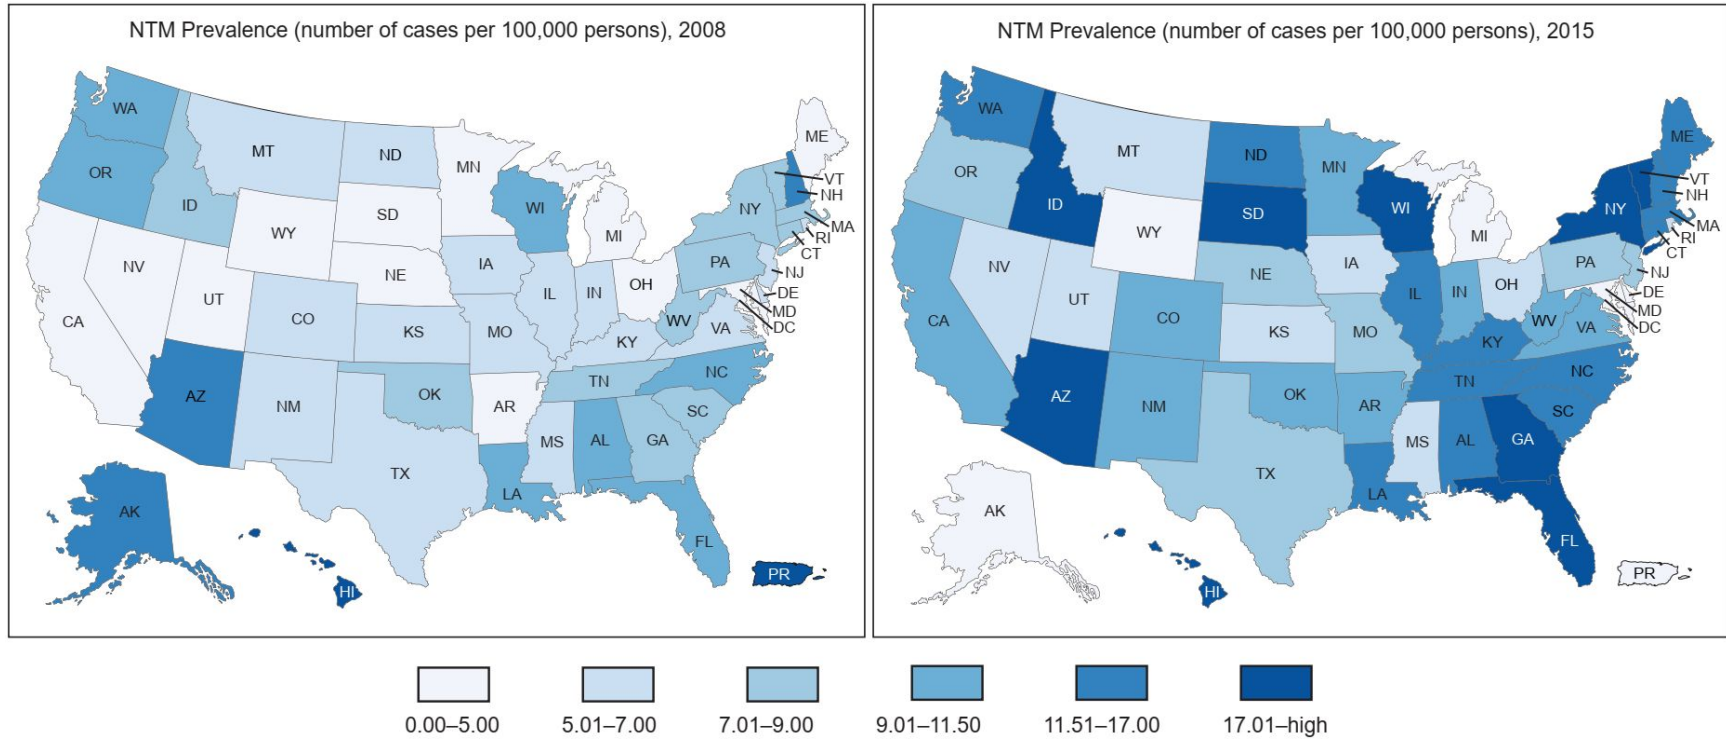 NTM Prevalence (number of cases per 100,000 persons), 2008
WA
MT
ND
MN
ME
OR
ID
SD
WI
NY
VT
NH
MA
RI
CT
WY
MI
IA
NE
PA
NJ
NV
UT
CO
IL
IN
OH
DE
MD
DC
CA
KS
MO
WV
VA
KY
AZ
NM
OK
AR
TN
NC
SC
MS
AL
GA
TX
LA
AK
FL
HI
PR
NTM Prevalence (number of cases per 100,000 persons), 2015
WA
MT
ND
MN
ME
OR
ID
SD
WI
NY
VT
NH
MA
RI
CT
WY
MI
IA
NE
PA
NJ
NV
UT
CO
IL
IN
OH
DE
MD
DC
CA
KS
MO
WV
VA
KY
AZ
NM
OK
AR
TN
NC
SC
MS
AL
GA
TX
LA
AK
FL
HI
PR
0.00–5.00
5.01–7.00
7.01–9.00
9.01–11.50
11.51–17.00
17.01–high